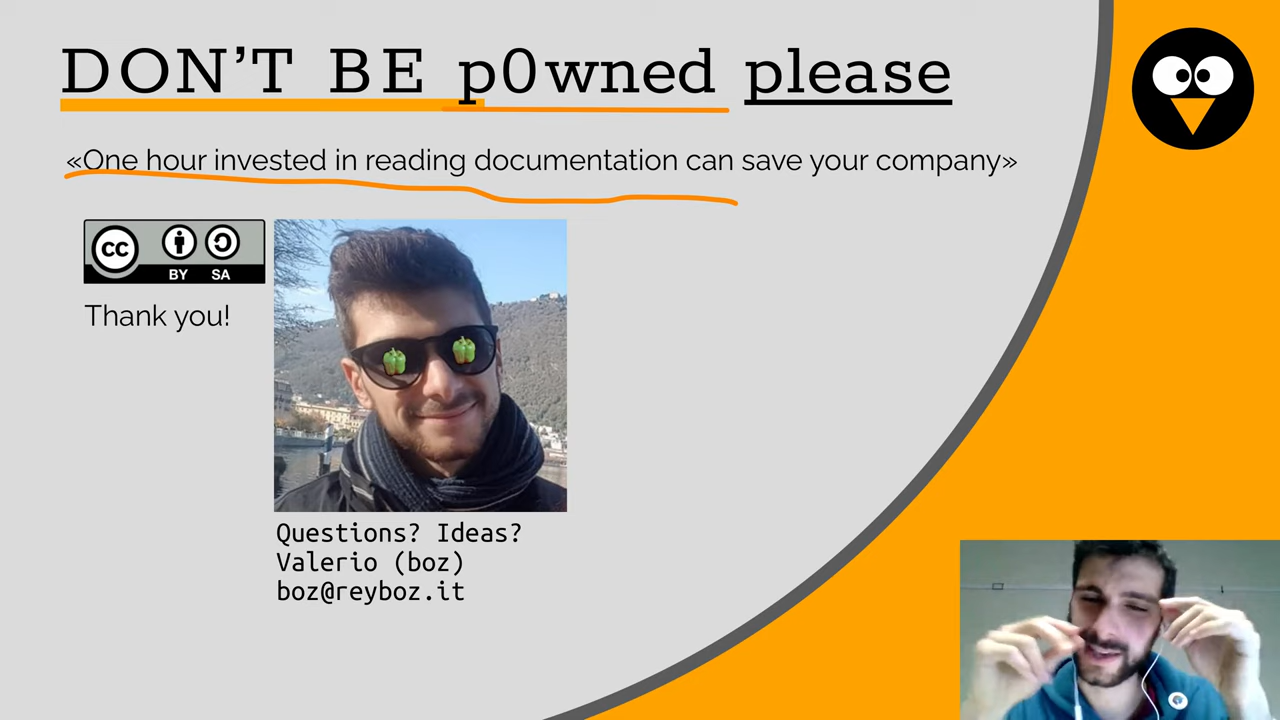 DON'T BE p0wned please
«One hour invested in reading documentation can save your company»
CC BY SA
Thank you!
Questions? Ideas?
Valerio (boz)
boz@reyboz.it